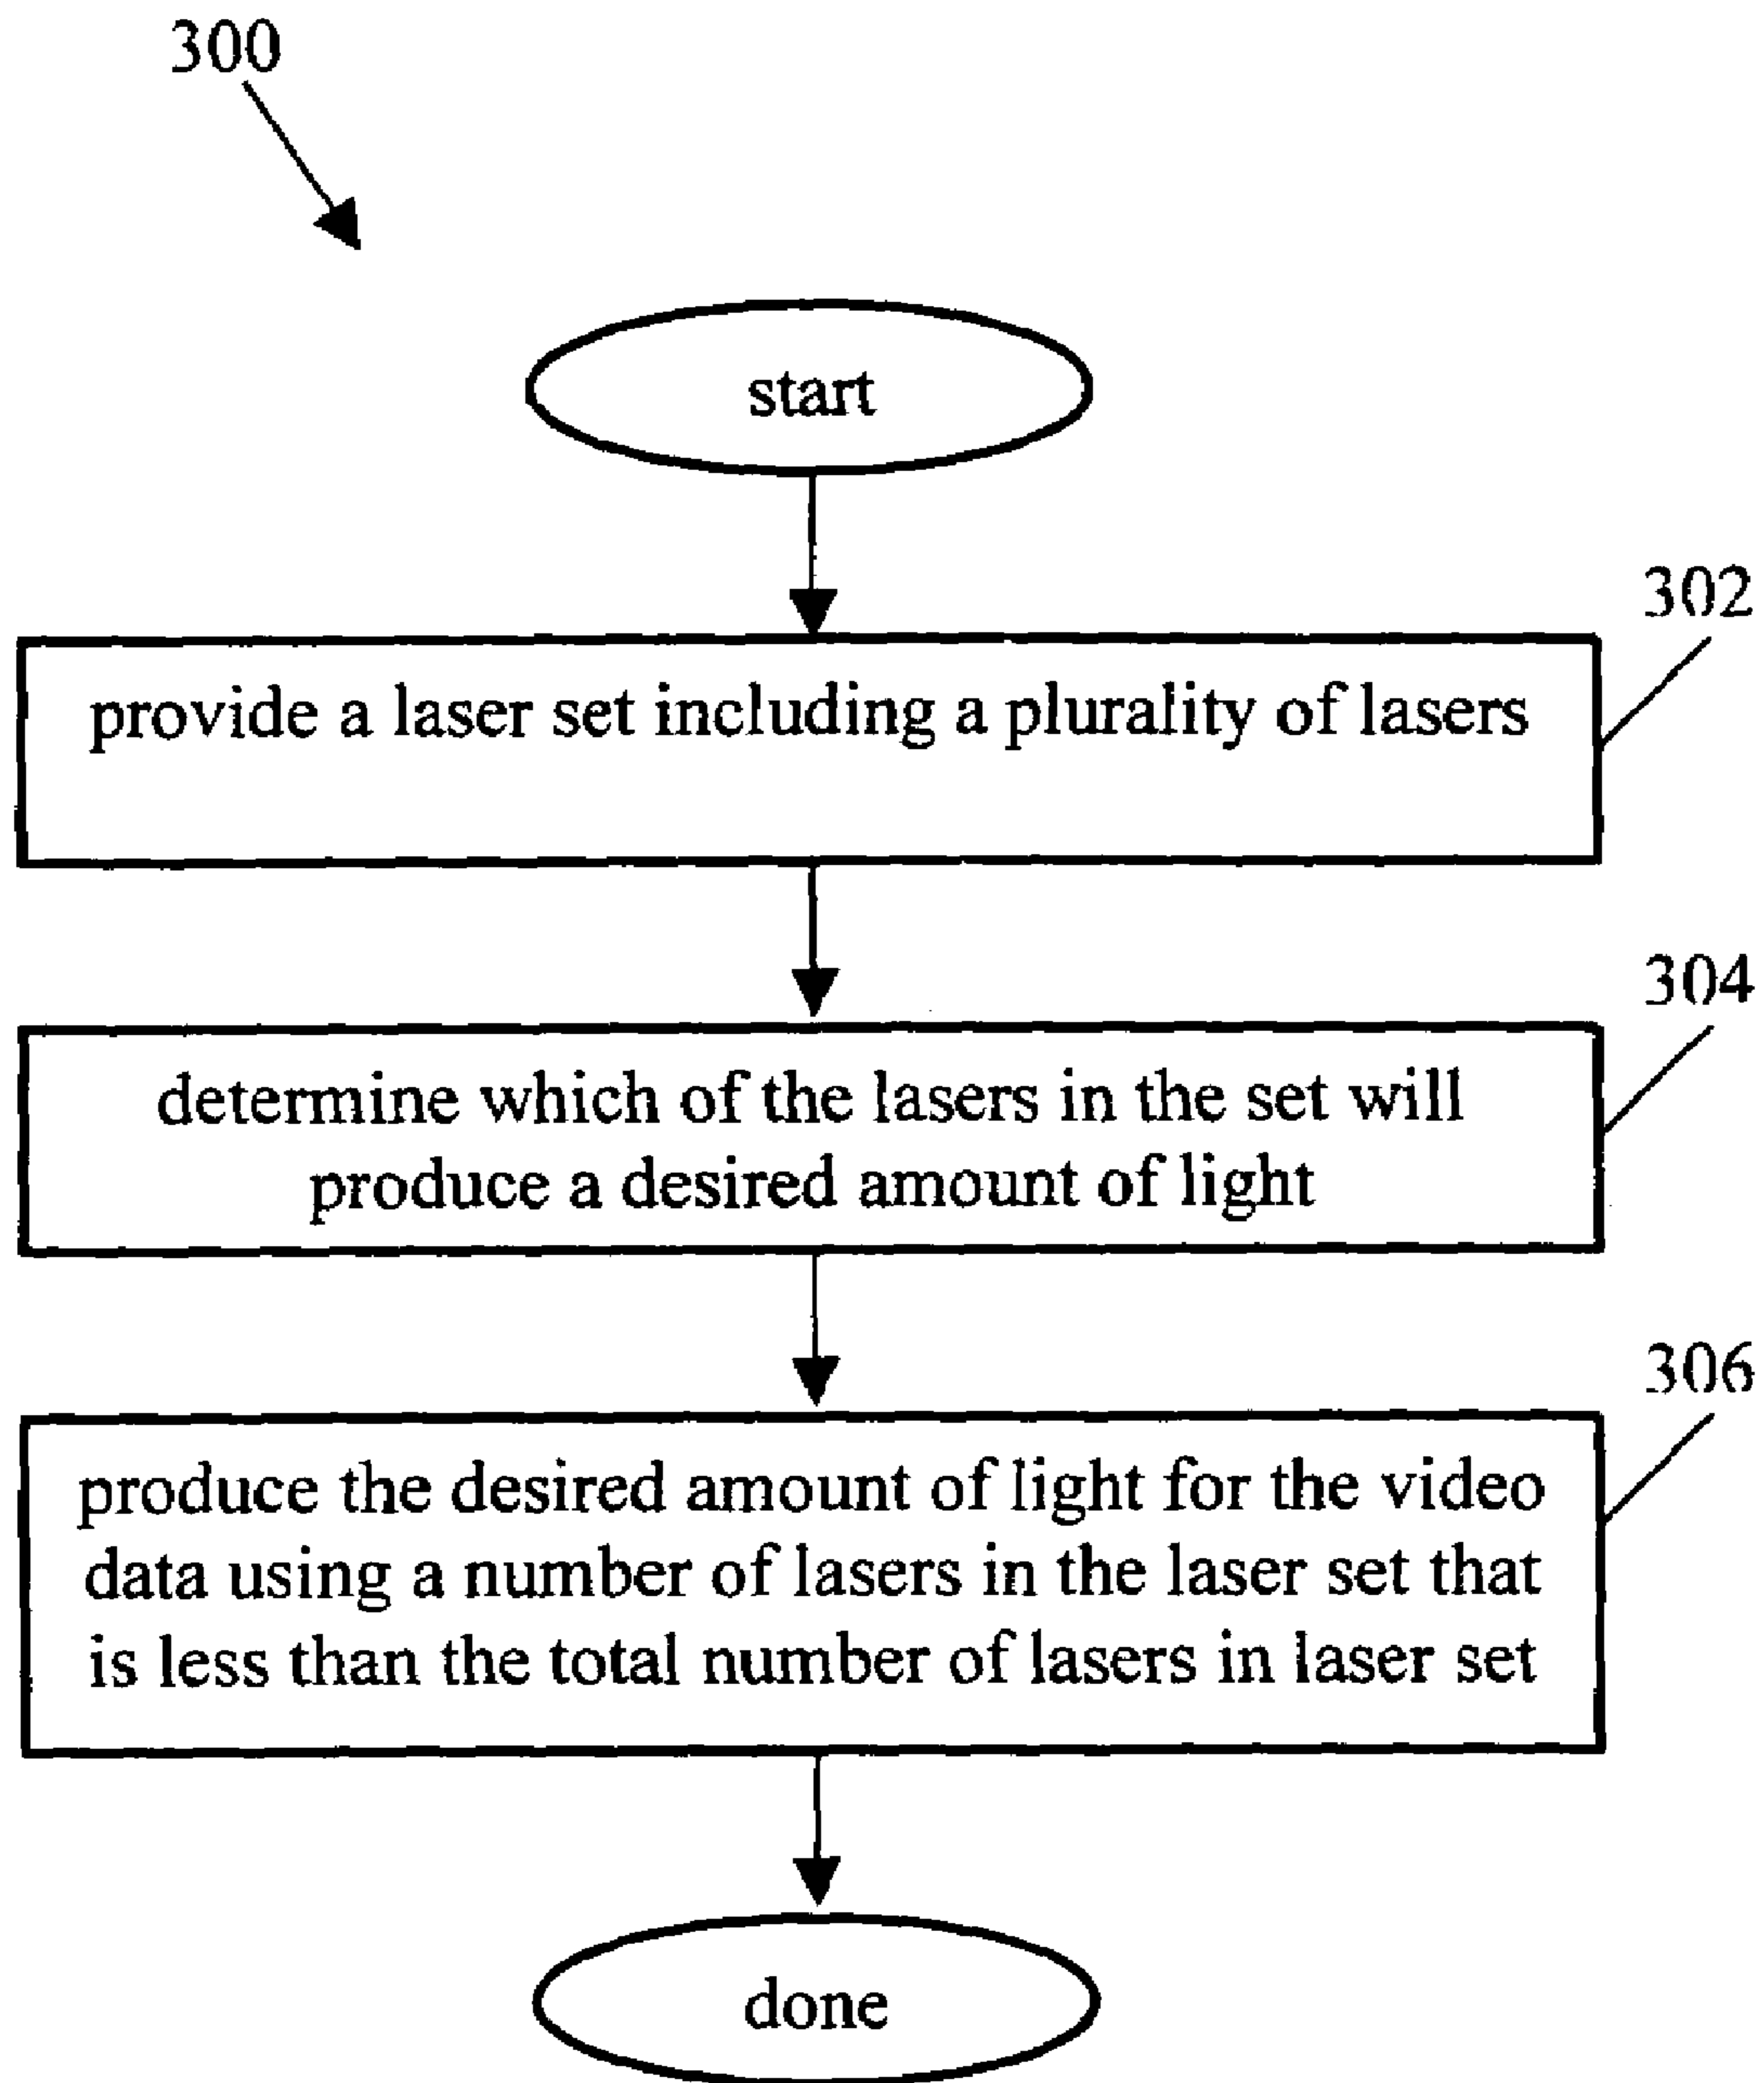 300
start
302
provide a laser set including a plurality of lasers
304
determine which of the lasers in the set will
produce a desired amount of light
306
produce the desired amount of light for the video
data using a number of lasers in the laser set that
is less than the total number of lasers in laser set
done